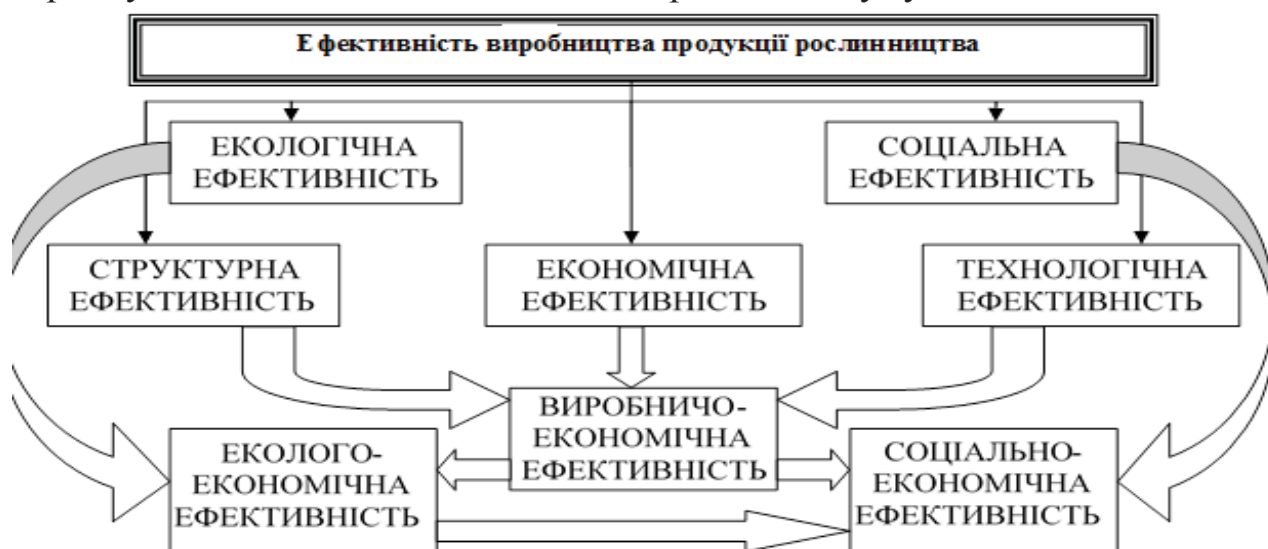 Ефективність виробництва продукції рослинництва
ЕКОЛОГІЧНА
ЕФЕКТИВНІСТЬ
СОЦІАЛЬНА
ЕФЕКТИВНІСТЬ
СТРУКТУРНА
ЕФЕКТИВНІСТЬ
ЕКОНОМІЧНА
ЕФЕКТИВНІСТЬ
ТЕХНОЛОГІЧНА
ЕФЕКТИВНІСТЬ
ВИРОБНИЧО-
ЕКОНОМІЧНА
ЕФЕКТИВНІСТЬ
ЕКОЛОГО-
ЕКОНОМІЧНА
ЕФЕКТИВНІСТЬ
СОЦІАЛЬНО-
ЕКОНОМІЧНА
ЕФЕКТИВНІСТЬ